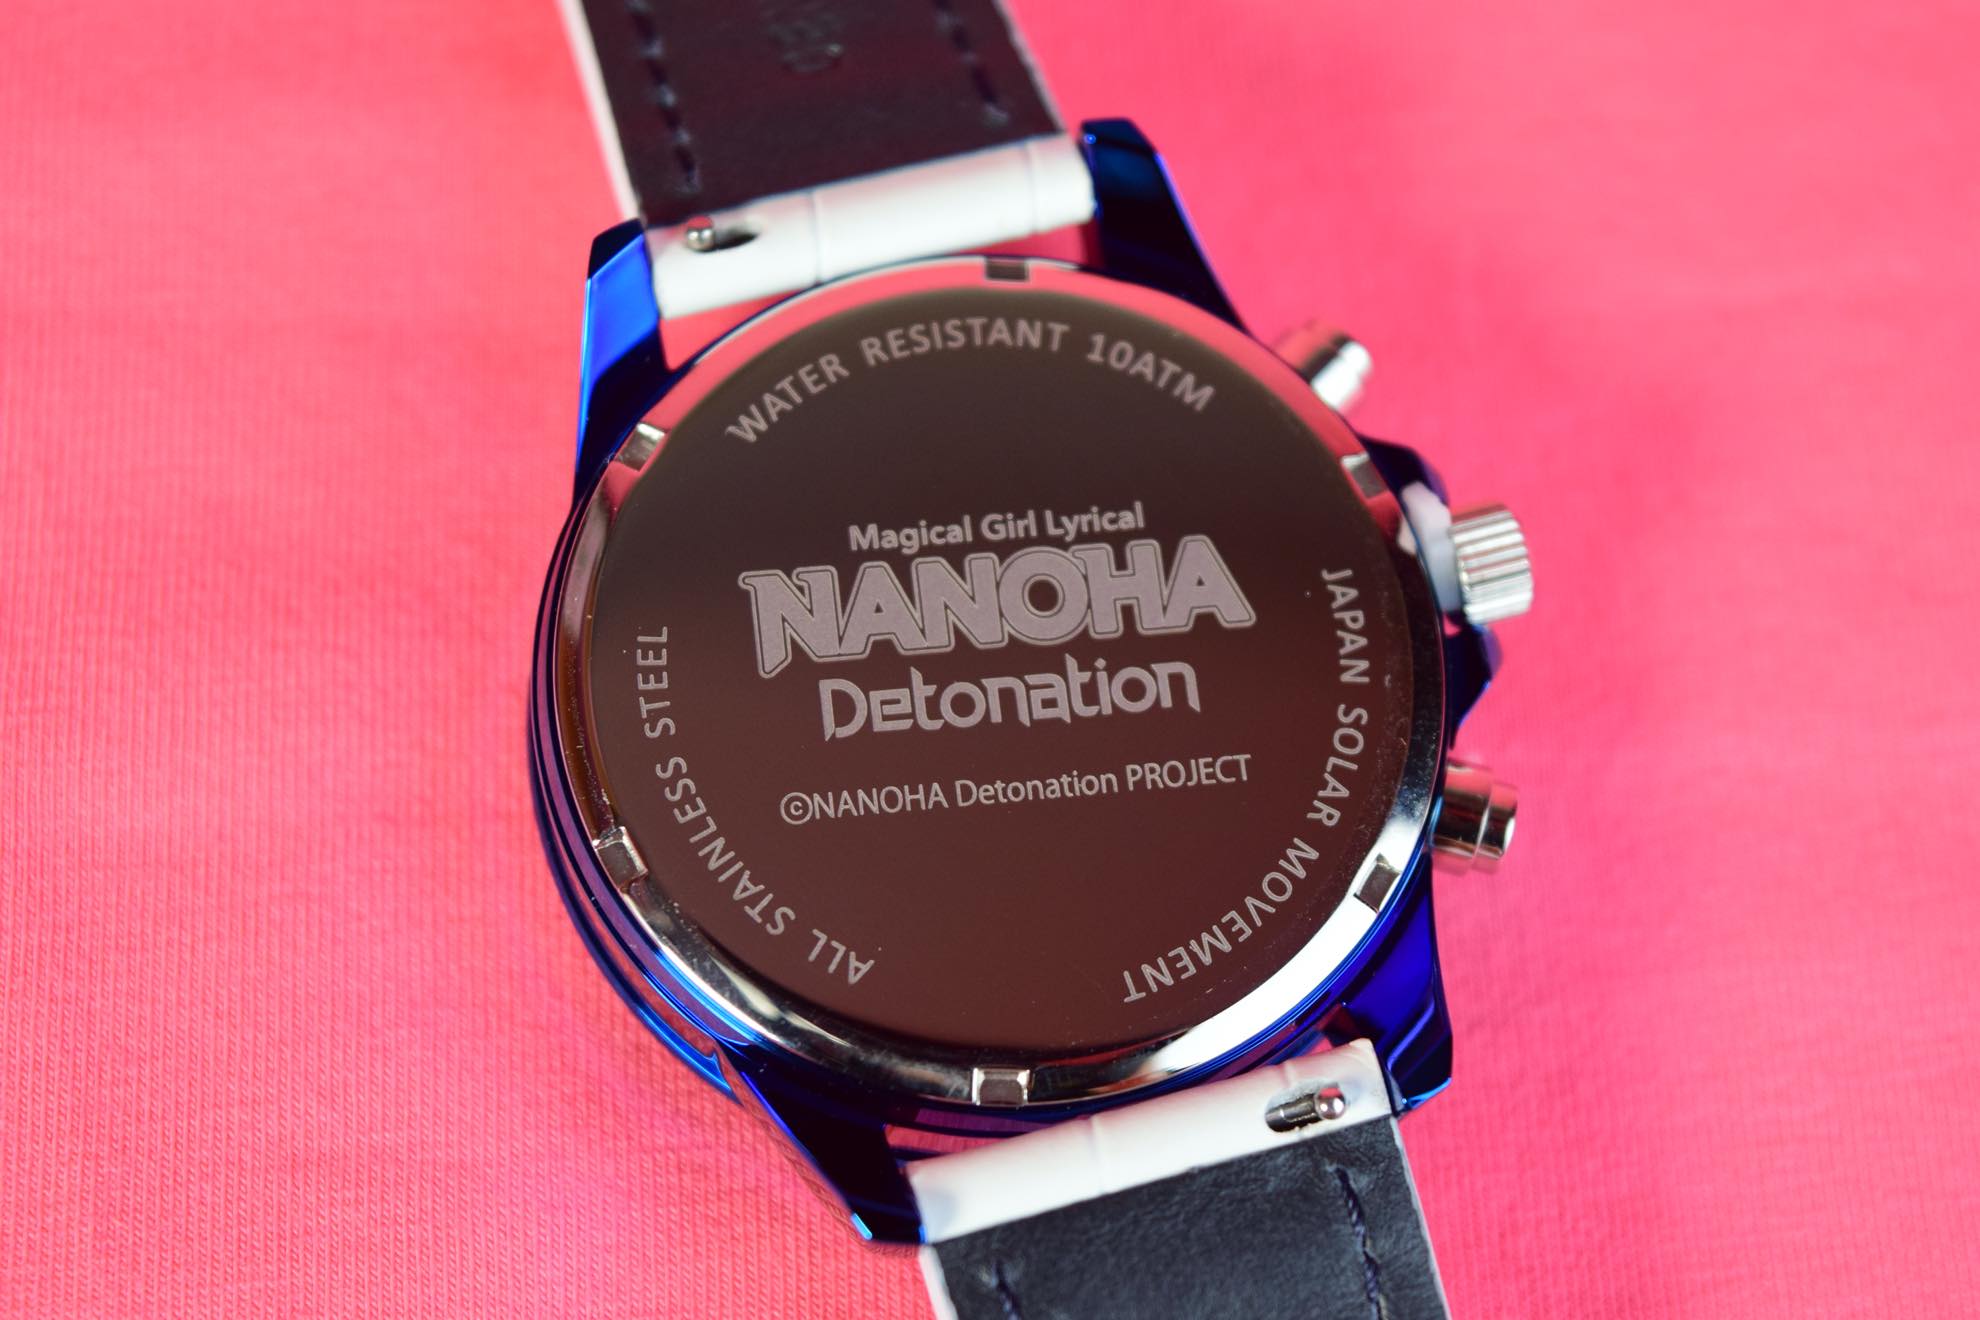 WATER RESISTANT 10ATM
Magical Girl Lyrical
NANOHA
Detonation
©NANOHA Detonation PROJECT
JAPAN SOLAR MOVEMENT
ALL STAINLESS STEEL